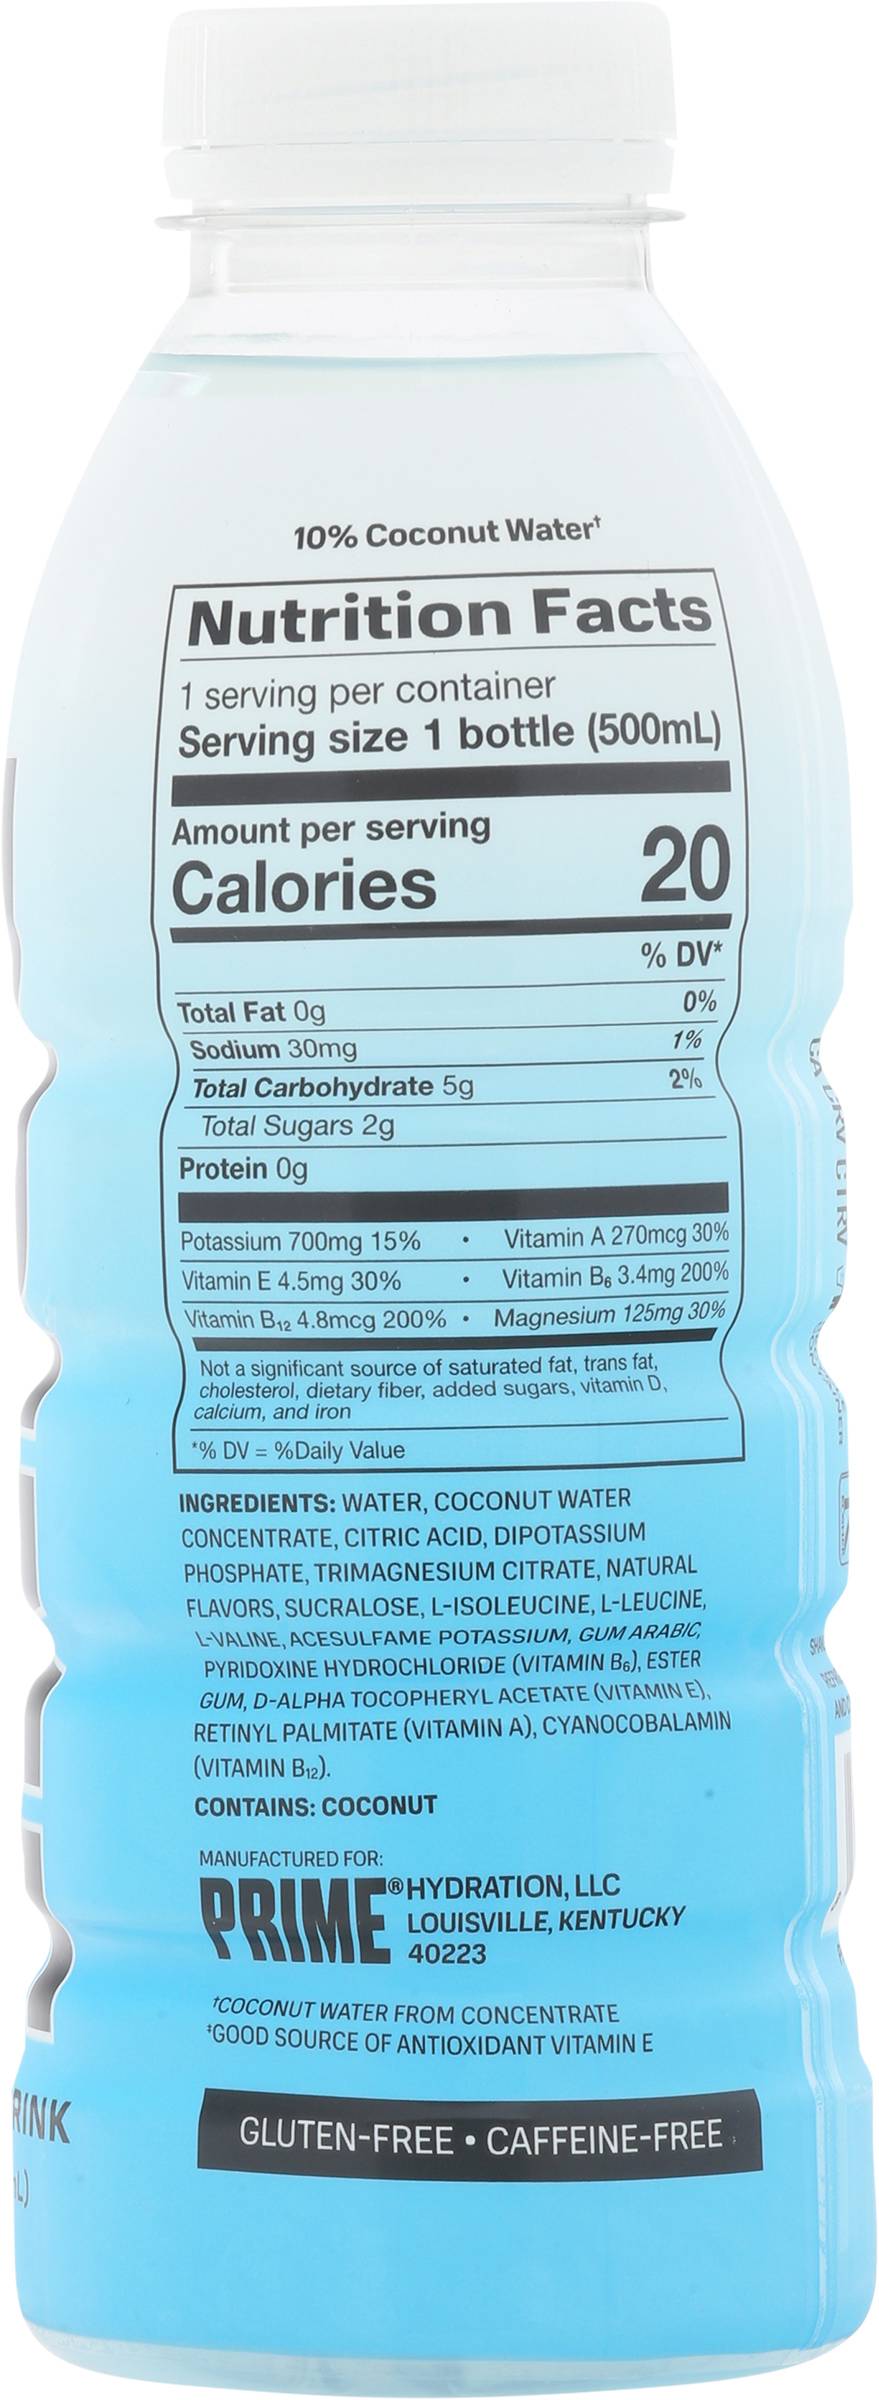 10% Coconut Water†
Nutrition Facts
1 serving per container
Serving size 1 bottle (500mL)
Amount per serving
Calories 20
% DV*
Total Fat 0g 0%
Sodium 30mg 1%
Total Carbohydrate 5g 2%
Total Sugars 2g
Protein 0g
Potassium 700mg 15% • Vitamin A 270mcg 30%
Vitamin E 4.5mg 30% • Vitamin B₆ 3.4mg 200%
Vitamin B₁₂ 4.8mcg 200% • Magnesium 125mg 30%
Not a significant source of saturated fat, trans fat,
cholesterol, dietary fiber, added sugars, vitamin D,
calcium, and iron
*% DV = %Daily Value
INGREDIENTS: WATER, COCONUT WATER
CONCENTRATE, CITRIC ACID, DIPOTASSIUM
PHOSPHATE, TRIMAGNESIUM CITRATE, NATURAL
FLAVORS, SUCRALOSE, L-ISOLEUCINE, L-LEUCINE,
L-VALINE, ACESULFAME POTASSIUM, GUM ARABIC,
PYRIDOXINE HYDROCHLORIDE (VITAMIN B₆), ESTER
GUM, D-ALPHA TOCOPHERYL ACETATE (VITAMIN E),
RETINYL PALMITATE (VITAMIN A), CYANOCOBALAMIN
(VITAMIN B₁₂).
CONTAINS: COCONUT
MANUFACTURED FOR:
PRIME® HYDRATION, LLC
LOUISVILLE, KENTUCKY
40223
†COCONUT WATER FROM CONCENTRATE
‡GOOD SOURCE OF ANTIOXIDANT VITAMIN E
GLUTEN-FREE • CAFFEINE-FREE
RINK
CA CRV CT RV